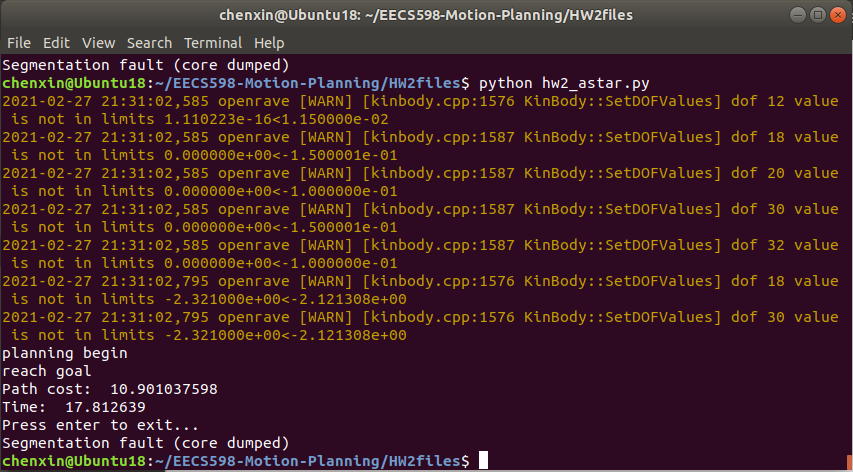 chenxin@Ubuntu18: ~/EECS598-Motion-Planning/HW2files
File Edit View Search Terminal Help
Segmentation fault (core dumped)
chenxin@Ubuntu18:~/EECS598-Motion-Planning/HW2files$ python hw2_astar.py
2021-02-27 21:31:02,585 openrave [WARN] [kinbody.cpp:1576 KinBody::SetDOFValues] dof 12 value
is not in limits 1.110223e-16<1.150000e-02
2021-02-27 21:31:02,585 openrave [WARN] [kinbody.cpp:1587 KinBody::SetDOFValues] dof 18 value
is not in limits 0.000000e+00<-1.500001e-01
2021-02-27 21:31:02,585 openrave [WARN] [kinbody.cpp:1587 KinBody::SetDOFValues] dof 20 value
is not in limits 0.000000e+00<-1.000000e-01
2021-02-27 21:31:02,585 openrave [WARN] [kinbody.cpp:1587 KinBody::SetDOFValues] dof 30 value
is not in limits 0.000000e+00<-1.500001e-01
2021-02-27 21:31:02,585 openrave [WARN] [kinbody.cpp:1587 KinBody::SetDOFValues] dof 32 value
is not in limits 0.000000e+00<-1.000000e-01
2021-02-27 21:31:02,795 openrave [WARN] [kinbody.cpp:1576 KinBody::SetDOFValues] dof 18 value
is not in limits -2.321000e+00<-2.121308e+00
2021-02-27 21:31:02,795 openrave [WARN] [kinbody.cpp:1576 KinBody::SetDOFValues] dof 30 value
is not in limits -2.321000e+00<-2.121308e+00
planning begin
reach goal
Path cost:  10.901037598
Time:  17.812639
Press enter to exit...
Segmentation fault (core dumped)
chenxin@Ubuntu18:~/EECS598-Motion-Planning/HW2files$